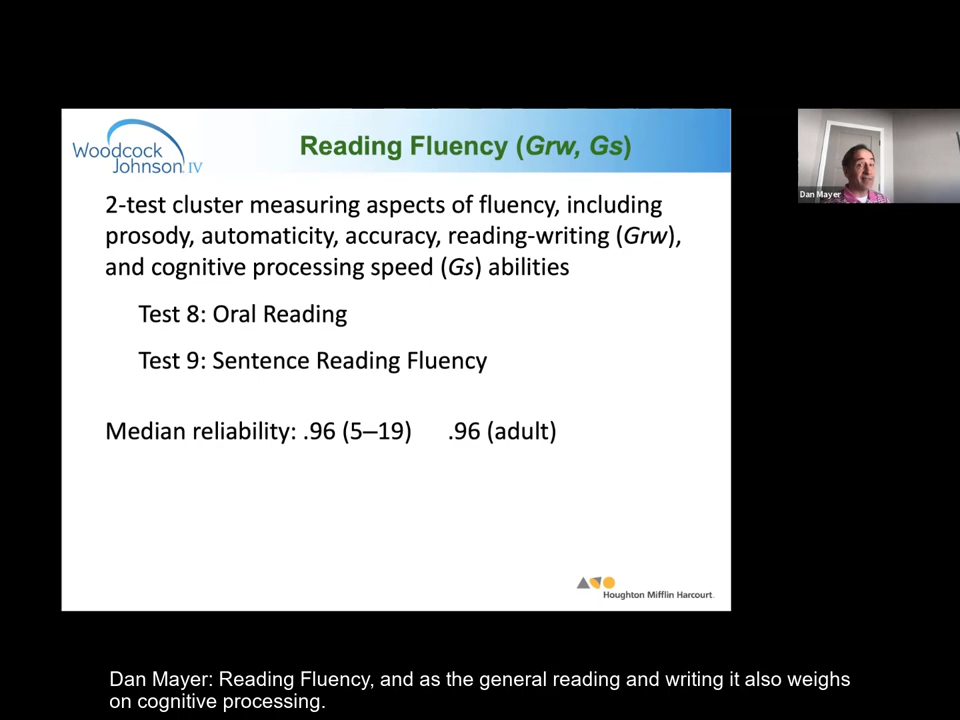 Woodcock
Johnson IV
Reading Fluency (Grw, Gs)
2-test cluster measuring aspects of fluency, including
prosody, automaticity, accuracy, reading-writing (Grw),
and cognitive processing speed (Gs) abilities
Test 8: Oral Reading
Test 9: Sentence Reading Fluency
Median reliability: .96 (5–19) .96 (adult)
Houghton Mifflin Harcourt
Dan Mayer
Dan Mayer: Reading Fluency, and as the general reading and writing it also weighs
on cognitive processing.